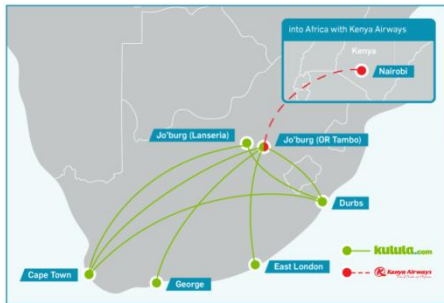 into Africa with Kenya Airways
Kenya
Nairobi
Jo'burg (Lanseria)
Jo'burg (OR Tambo)
Durbs
kulula.com
Kenya Airways
Cape Town
East London
George